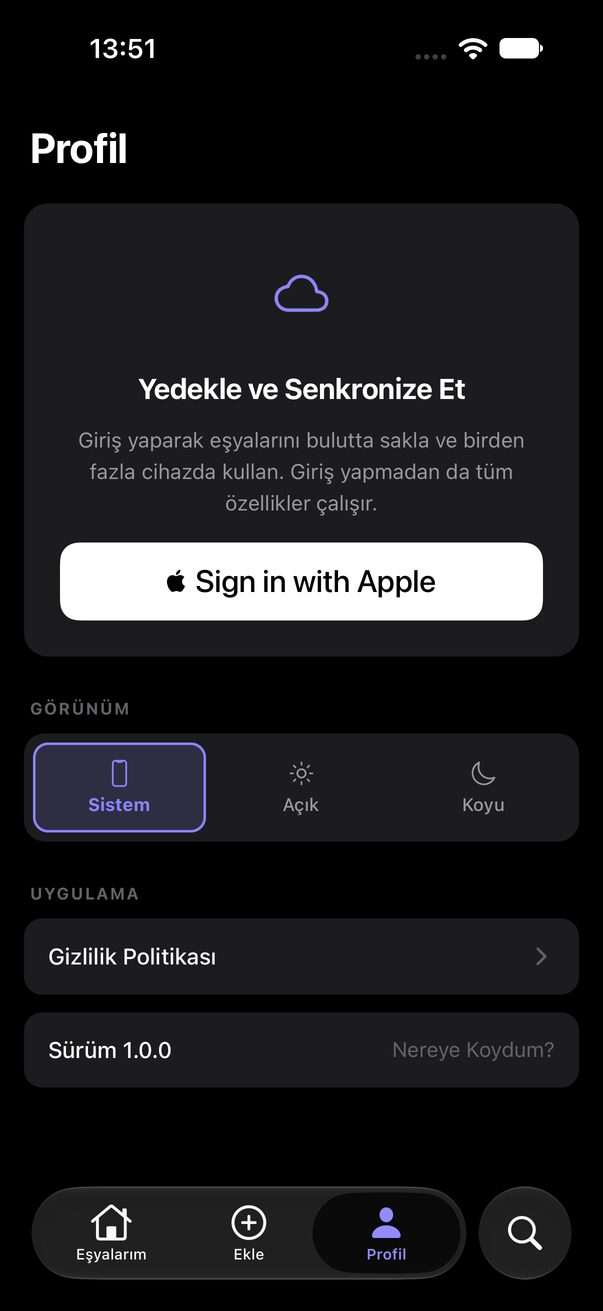 13:51
Profil
Yedekle ve Senkronize Et
Giriş yaparak eşyalarını bulutta sakla ve birden
fazla cihazda kullan. Giriş yapmadan da tüm
özellikler çalışır.
Sign in with Apple
GÖRÜNÜM
Sistem
Açık
Koyu
UYGULAMA
Gizlilik Politikası
Sürüm 1.0.0
Nereye Koydum?
Eşyalarım
Ekle
Profil